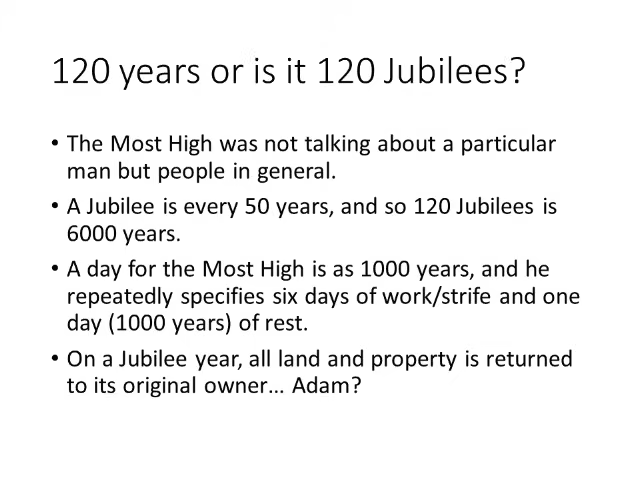 120 years or is it 120 Jubilees?
• The Most High was not talking about a particular
man but people in general.
• A Jubilee is every 50 years, and so 120 Jubilees is
6000 years.
• A day for the Most High is as 1000 years, and he
repeatedly specifies six days of work/strife and one
day (1000 years) of rest.
• On a Jubilee year, all land and property is returned
to its original owner… Adam?